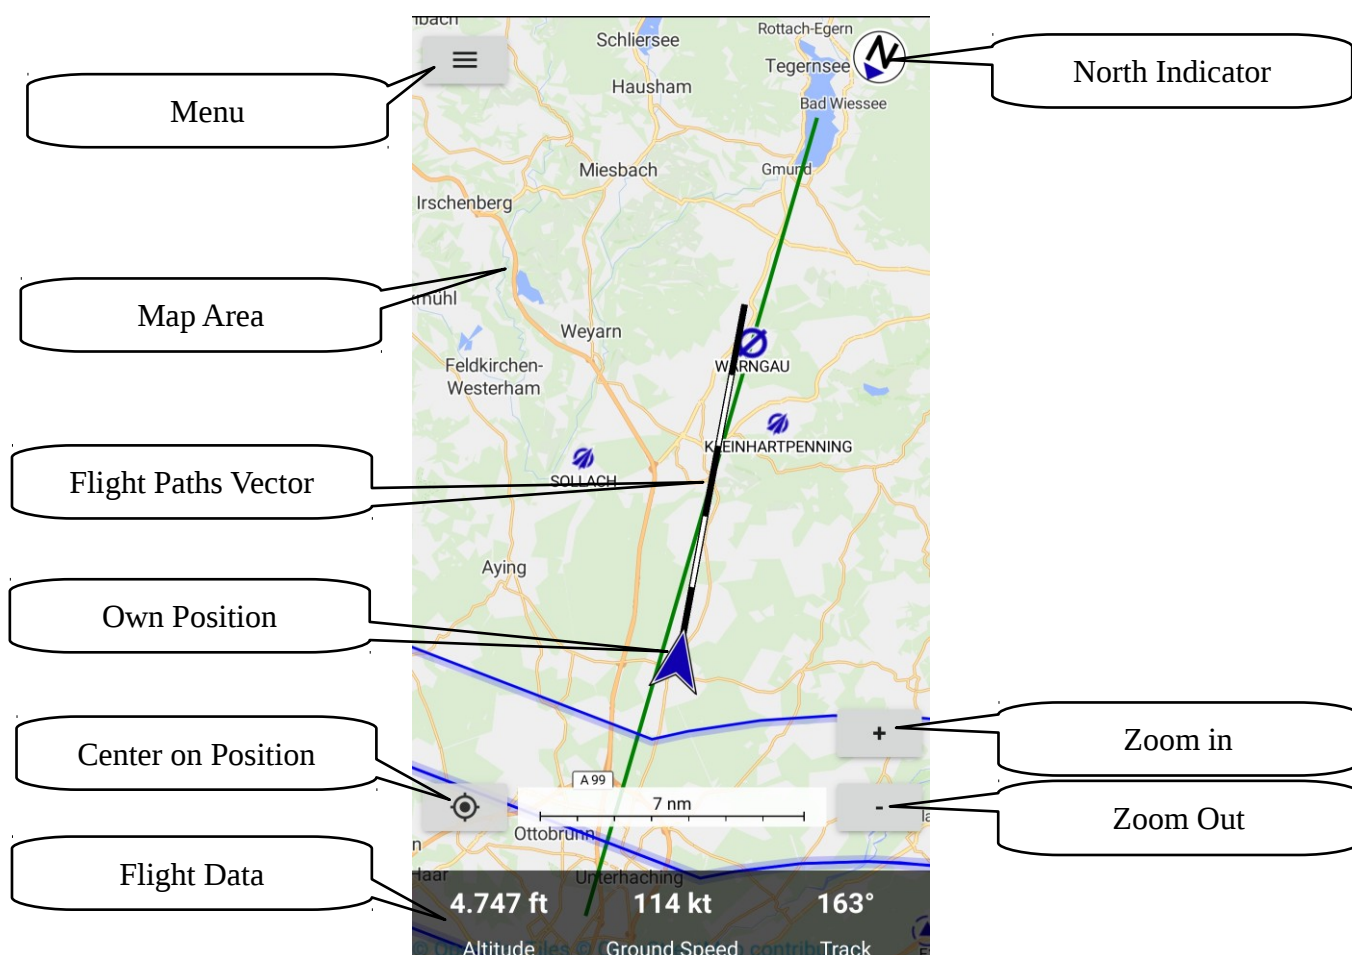 Menu
Map Area
Flight Paths Vector
Own Position
Center on Position
Flight Data
North Indicator
Zoom in
Zoom Out
Schliersee
Rottach-Egern
N
Tegernsee
Hausham
Bad Wiessee
Miesbach
Gmund
Irschenberg
Weyarn
WARNGAU
Feldkirchen-
Westerham
KLEINHARTPENNING
SOLLACH
Aying
+
A 99
7 nm
-
Ottobrunn
Unterhaching
4.747 ft
114 kt
163°
Altitude
Ground Speed
Track